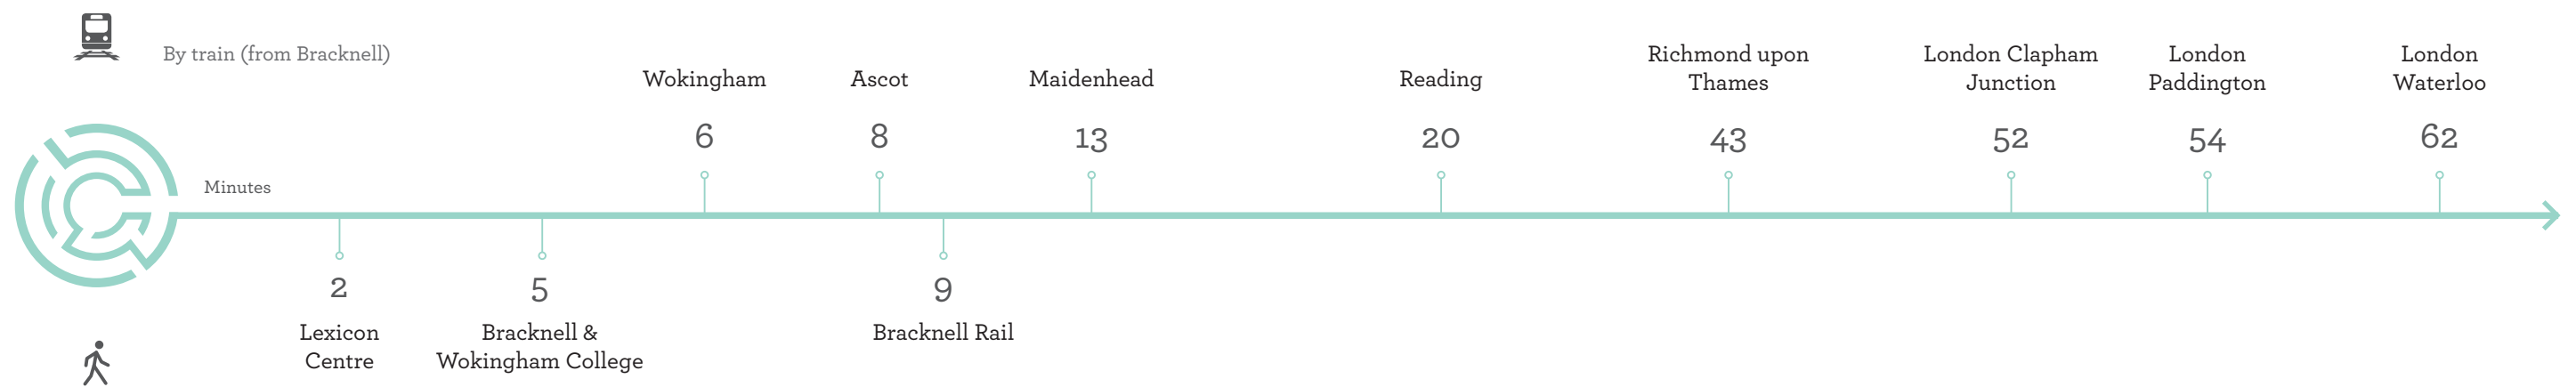 By train (from Bracknell)
Wokingham
Ascot
Maidenhead
Reading
Richmond upon
Thames
London Clapham
Junction
London
Paddington
London
Waterloo
6
8
13
20
43
52
54
62
Minutes
2
5
9
Lexicon
Centre
Bracknell &
Wokingham College
Bracknell Rail